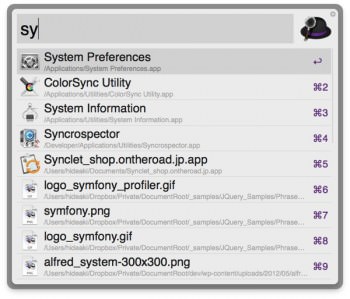 sy
System Preferences
/Applications/System Preferences.app
↵
ColorSync Utility
/Applications/Utilities/ColorSync Utility.app
⌘2
System Information
/Applications/Utilities/System Information.app
⌘3
Syncrospector
/Developer/Applications/Utilities/Syncrospector.app
⌘4
Synclet_shop.ontheroad.jp.app
/Users/hideaki/Documents/Synclet/shop.ontheroad.jp.app
⌘5
logo_symfony_profiler.gif
/Users/hideaki/Dropbox/Private/DocumentRoot/_samples/JQuery_Samples/Phrase...
⌘6
symfony.png
/Users/hideaki/Dropbox/Private/DocumentRoot/_samples/JQuery_Samples/Phrase...
⌘7
logo_symfony.gif
/Users/hideaki/Dropbox/Private/DocumentRoot/_samples/JQuery_Samples/Phrase...
⌘8
alfred_system-300x300.png
/Users/hideaki/Dropbox/Private/DocumentRoot/dev/wp-content/uploads/2012/05/alfr...
⌘9